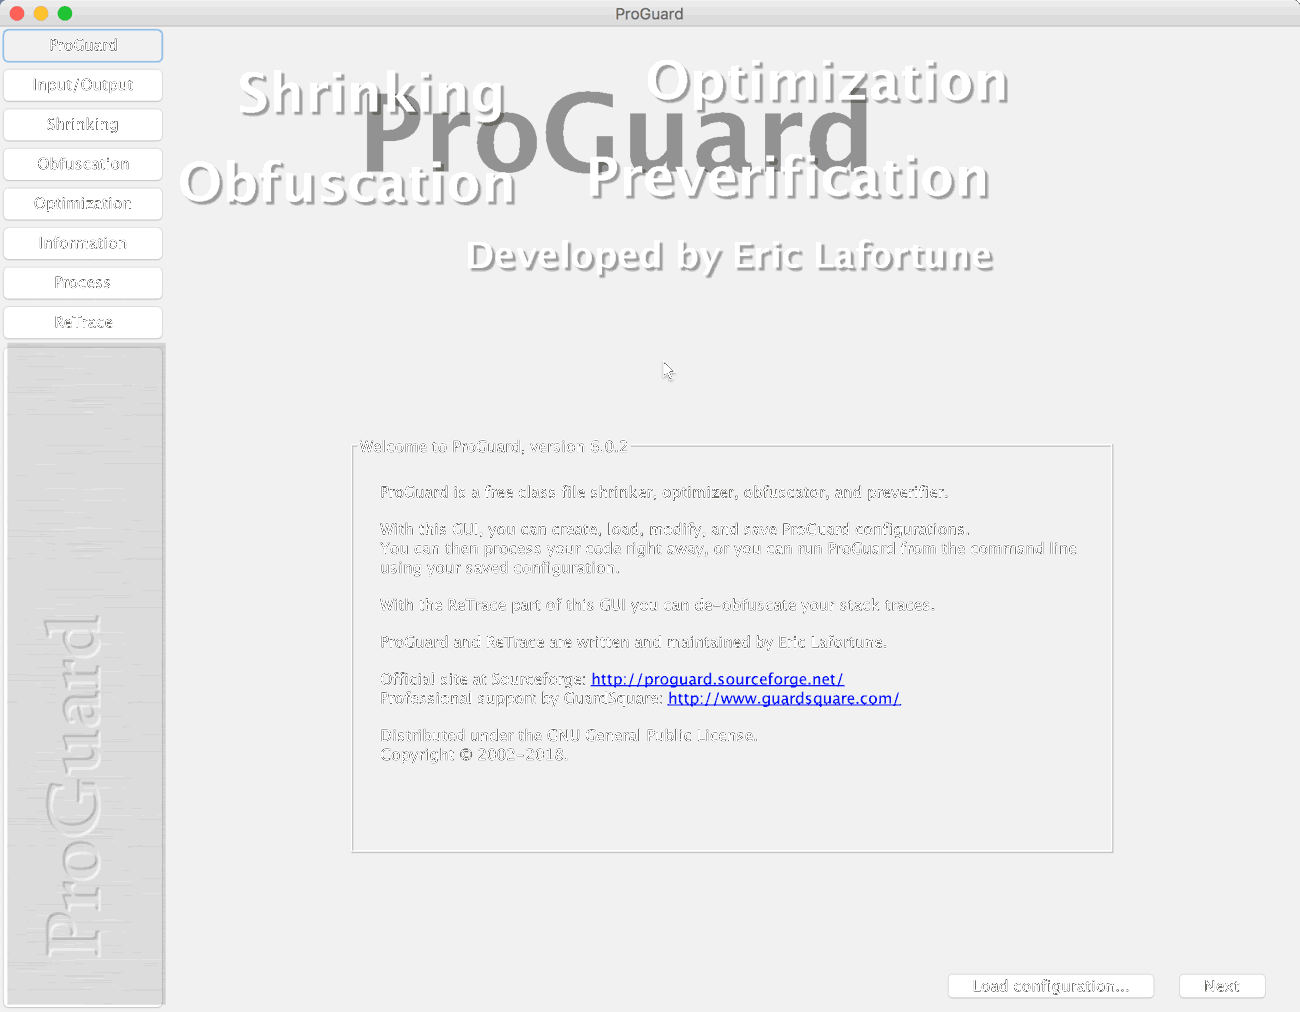 ProGuard
ProGuard
Input/Output
Shrinking
Obfuscation
Optimization
Information
Process
ReTrace
ProGuard
Shrinking
Optimization
ProGuard
Obfuscation
Preverification
Developed by Eric Lafortune
Welcome to ProGuard, version 6.0.2
ProGuard is a free class file shrinker, optimizer, obfuscator, and preverifier.
With this GUI, you can create, load, modify, and save ProGuard configurations.
You can then process your code right away, or you can run ProGuard from the command line
using your saved configuration.
With the ReTrace part of this GUI you can de-obfuscate your stack traces.
ProGuard and ReTrace are written and maintained by Eric Lafortune.
Official site at Sourceforge: http://proguard.sourceforge.net/
Professional support by GuardSquare: http://www.guardsquare.com/
Distributed under the GNU General Public License.
Copyright © 2002-2018.
Load configuration...
Next